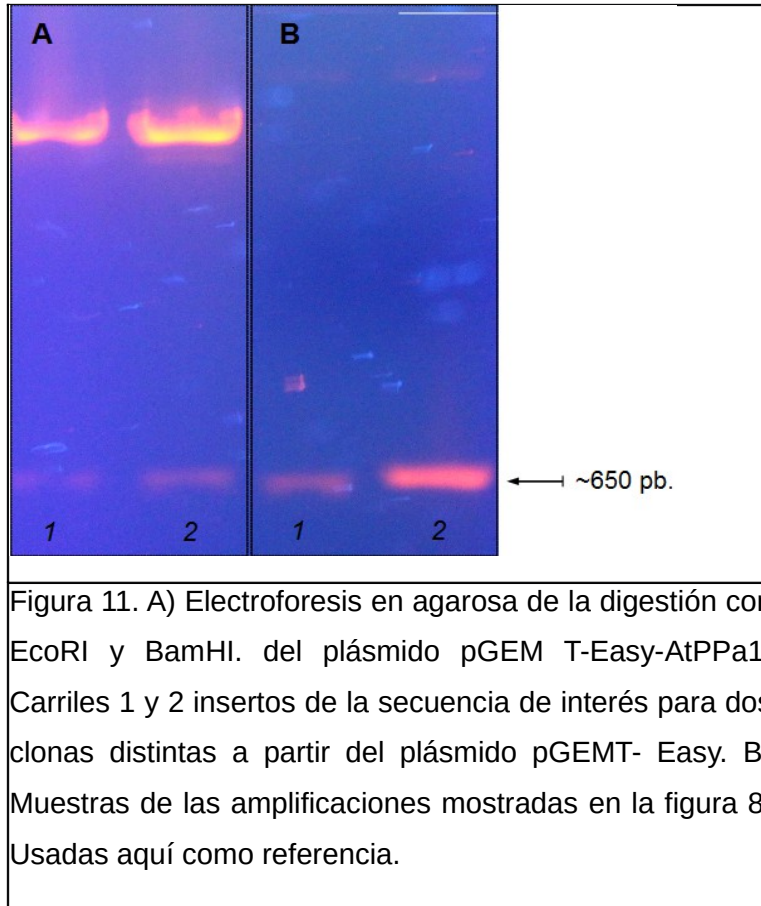 A B
1 2 1 2
~650 pb.
Figura 11. A) Electroforesis en agarosa de la digestión con
EcoRI y BamHI. del plásmido pGEM T-Easy-AtPPa1.
Carriles 1 y 2 insertos de la secuencia de interés para dos
clonas distintas a partir del plásmido pGEMT- Easy. B)
Muestras de las amplificaciones mostradas en la figura 8.
Usadas aquí como referencia.